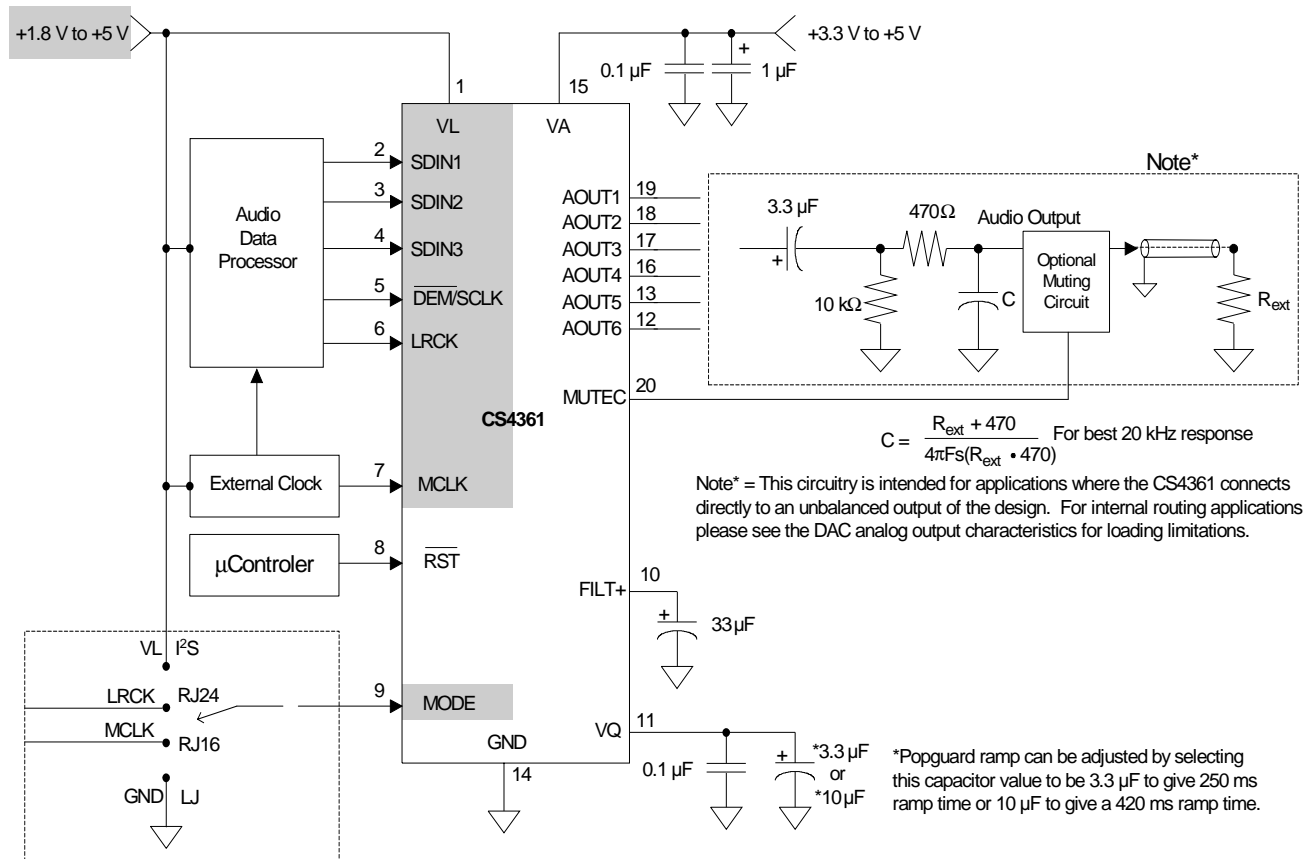 +1.8 V to +5 V
+3.3 V to +5 V
0.1 µF
+
1 µF
1
15
VL
VA
Audio
Data
Processor
2
SDIN1
3
SDIN2
4
SDIN3
5
DEM/SCLK
6
LRCK
AOUT1
19
AOUT2
18
AOUT3
17
AOUT4
16
AOUT5
13
AOUT6
12
MUTEC
20
CS4361
Note*
3.3 µF
+
470Ω
Audio Output
10 kΩ
C
Optional
Muting
Circuit
Rext
C = Rext + 470 / 4πFs(Rext • 470) For best 20 kHz response
Note* = This circuitry is intended for applications where the CS4361 connects
directly to an unbalanced output of the design. For internal routing applications
please see the DAC analog output characteristics for loading limitations.
External Clock
7
MCLK
µControler
8
RST
FILT+
10
+
33 µF
VL I²S
LRCK RJ24
MCLK RJ16
GND LJ
9
MODE
GND
14
VQ
11
0.1 µF
+
*3.3 µF
or
*10 µF
*Popguard ramp can be adjusted by selecting
this capacitor value to be 3.3 µF to give 250 ms
ramp time or 10 µF to give a 420 ms ramp time.